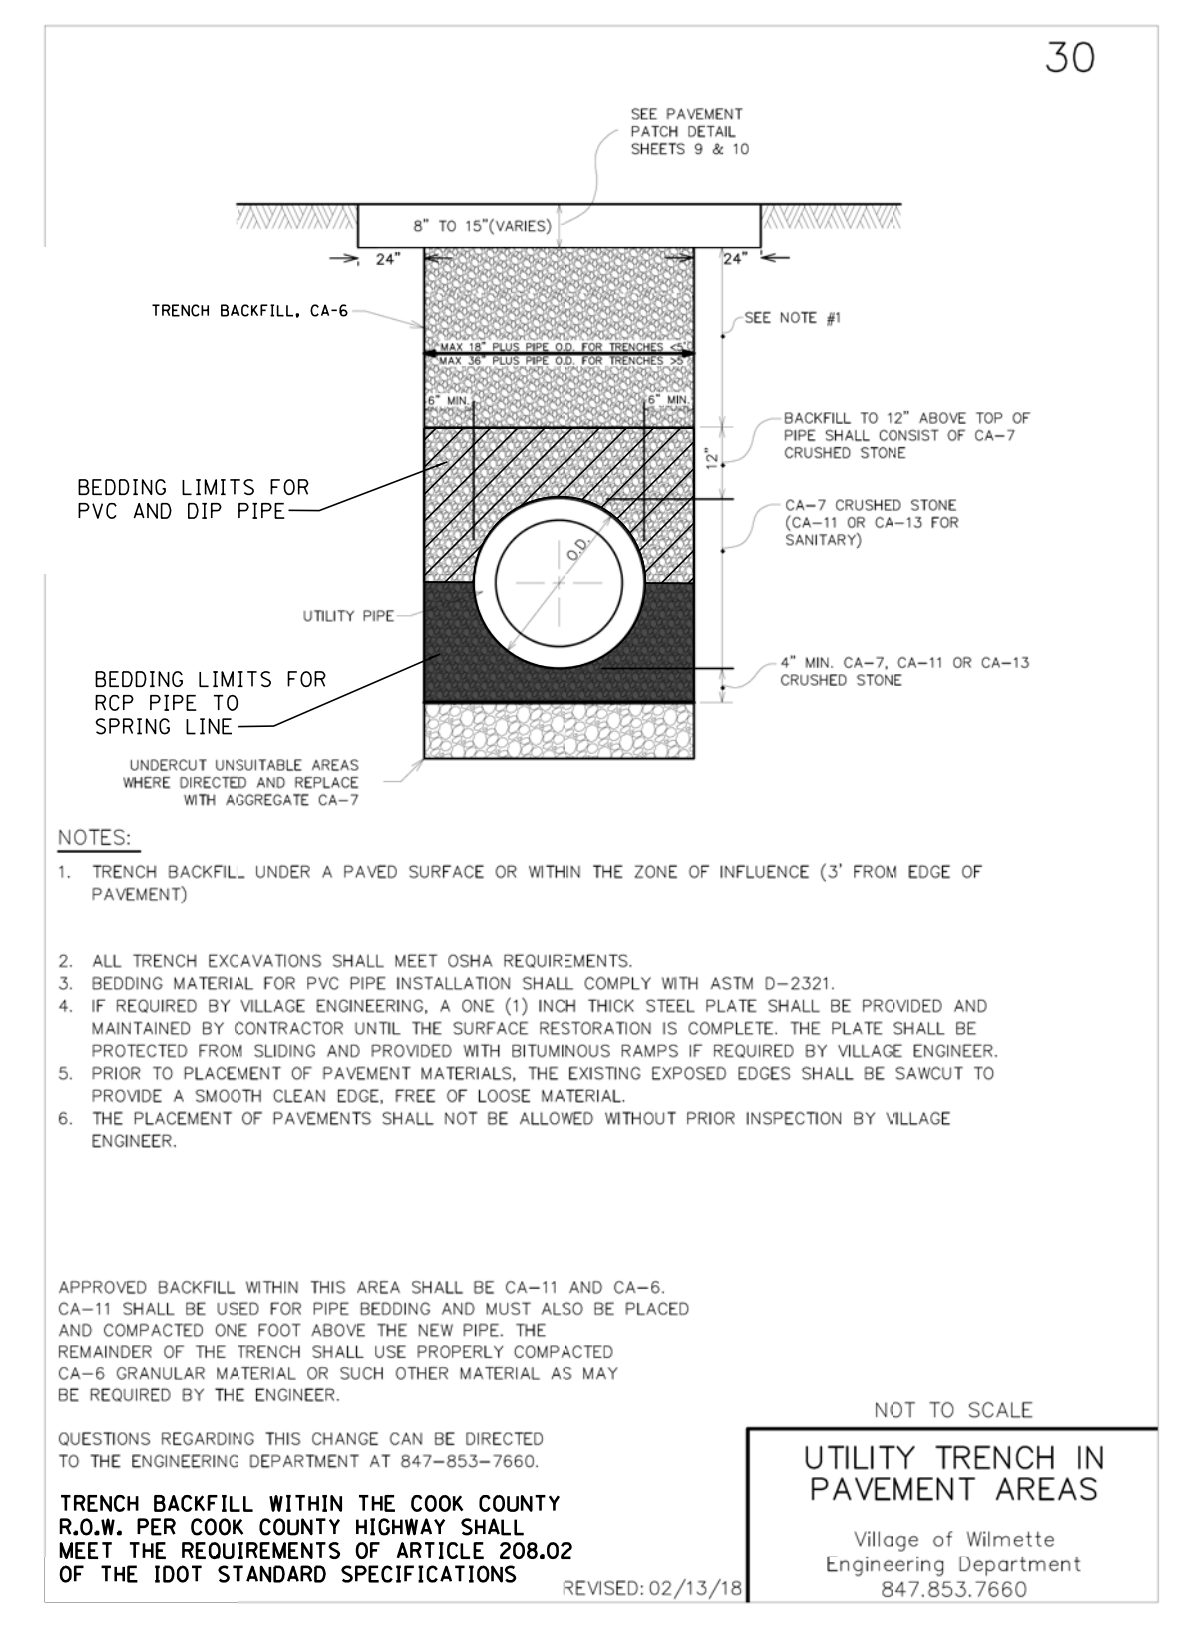 30
SEE PAVEMENT
PATCH DETAIL
SHEETS 9 & 10
8" TO 15"(VARIES)
24"
24"
TRENCH BACKFILL, CA-6
SEE NOTE #1
MAX 18" PLUS PIPE O.D. FOR TRENCHES <5'
MAX 36" PLUS PIPE O.D. FOR TRENCHES >5'
6" MIN.
6" MIN.
BACKFILL TO 12" ABOVE TOP OF
PIPE SHALL CONSIST OF CA-7
CRUSHED STONE
12"
BEDDING LIMITS FOR
PVC AND DIP PIPE
CA-7 CRUSHED STONE
(CA-11 OR CA-13 FOR
SANITARY)
O.D.
UTILITY PIPE
4" MIN. CA-7, CA-11 OR CA-13
CRUSHED STONE
BEDDING LIMITS FOR
RCP PIPE TO
SPRING LINE
UNDERCUT UNSUITABLE AREAS
WHERE DIRECTED AND REPLACE
WITH AGGREGATE CA-7
NOTES:
1. TRENCH BACKFILL UNDER A PAVED SURFACE OR WITHIN THE ZONE OF INFLUENCE (3' FROM EDGE OF
PAVEMENT)
2. ALL TRENCH EXCAVATIONS SHALL MEET OSHA REQUIREMENTS.
3. BEDDING MATERIAL FOR PVC PIPE INSTALLATION SHALL COMPLY WITH ASTM D-2321.
4. IF REQUIRED BY VILLAGE ENGINEERING, A ONE (1) INCH THICK STEEL PLATE SHALL BE PROVIDED AND
MAINTAINED BY CONTRACTOR UNTIL THE SURFACE RESTORATION IS COMPLETE. THE PLATE SHALL BE
PROTECTED FROM SLIDING AND PROVIDED WITH BITUMINOUS RAMPS IF REQUIRED BY VILLAGE ENGINEER.
5. PRIOR TO PLACEMENT OF PAVEMENT MATERIALS, THE EXISTING EXPOSED EDGES SHALL BE SAWCUT TO
PROVIDE A SMOOTH CLEAN EDGE, FREE OF LOOSE MATERIAL.
6. THE PLACEMENT OF PAVEMENTS SHALL NOT BE ALLOWED WITHOUT PRIOR INSPECTION BY VILLAGE
ENGINEER.
APPROVED BACKFILL WITHIN THIS AREA SHALL BE CA-11 AND CA-6.
CA-11 SHALL BE USED FOR PIPE BEDDING AND MUST ALSO BE PLACED
AND COMPACTED ONE FOOT ABOVE THE NEW PIPE. THE
REMAINDER OF THE TRENCH SHALL USE PROPERLY COMPACTED
CA-6 GRANULAR MATERIAL OR SUCH OTHER MATERIAL AS MAY
BE REQUIRED BY THE ENGINEER.
QUESTIONS REGARDING THIS CHANGE CAN BE DIRECTED
TO THE ENGINEERING DEPARTMENT AT 847-853-7660.
TRENCH BACKFILL WITHIN THE COOK COUNTY
R.O.W. PER COOK COUNTY HIGHWAY SHALL
MEET THE REQUIREMENTS OF ARTICLE 208.02
OF THE IDOT STANDARD SPECIFICATIONS
REVISED: 02/13/18
NOT TO SCALE
UTILITY TRENCH IN
PAVEMENT AREAS
Village of Wilmette
Engineering Department
847.853.7660